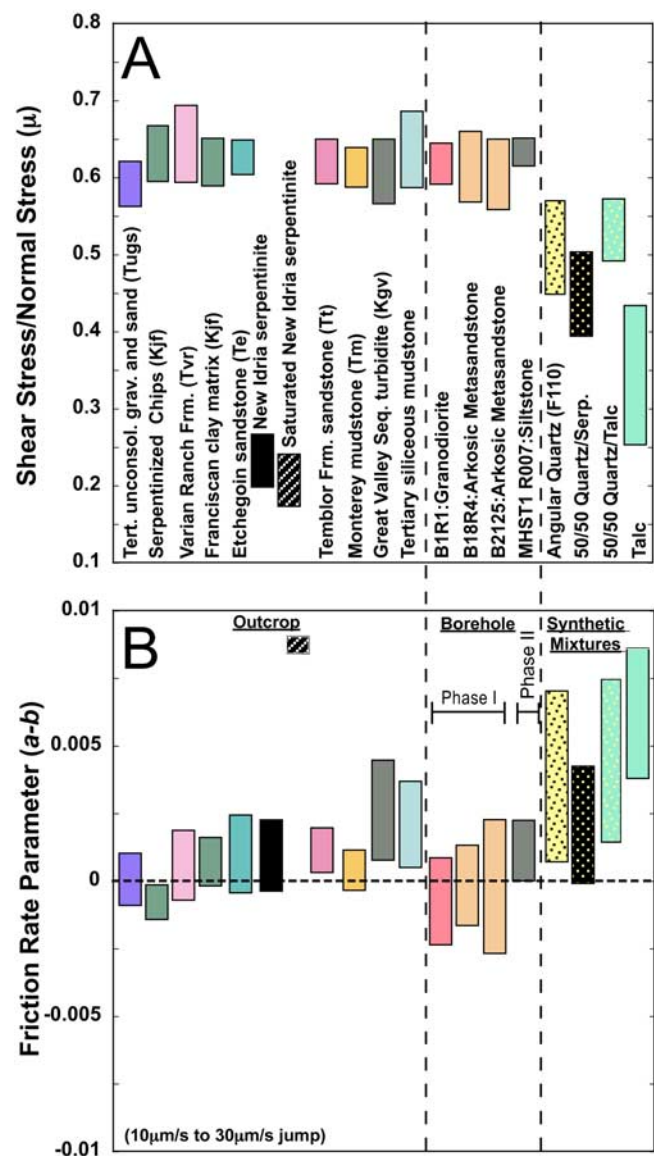 A
0.8
0.7
0.6
0.5
0.4
0.3
0.2
0.1
Shear Stress/Normal Stress (μ)
Tert. unconsol. grav. and sand (Tugs)
Serpentinized Chips (Kjf)
Varian Ranch Frm. (Tvr)
Franciscan clay matrix (Kjf)
Etchegoin sandstone (Te)
New Idria serpentinite
Saturated New Idria serpentinite
Temblor Frm. sandstone (Tt)
Monterey mudstone (Tm)
Great Valley Seq. turbidite (Kgv)
Tertiary siliceous mudstone
B1R1:Granodiorite
B18R4:Arkosic Metasandstone
B2125:Arkosic Metasandstone
MHST1 R007:Siltstone
Angular Quartz (F110)
50/50 Quartz/Serp.
50/50 Quartz/Talc
Talc
B
0.01
0.005
0
-0.005
-0.01
Friction Rate Parameter (a-b)
Outcrop
Borehole
Synthetic
Mixtures
Phase I
Phase II
(10μm/s to 30μm/s jump)